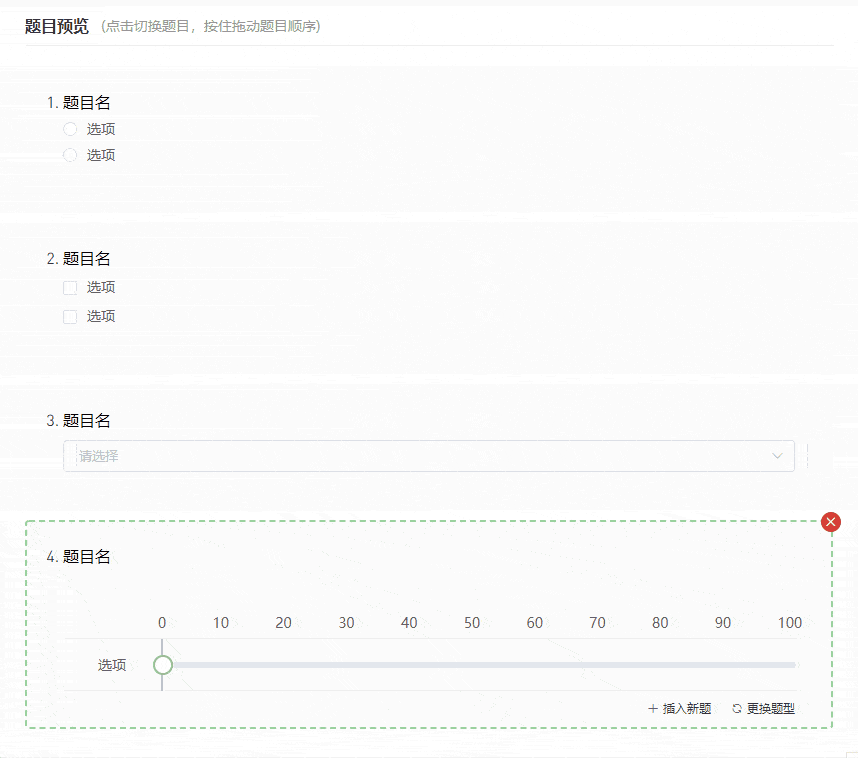 题目预览 (点击切换题目，按住拖动题目顺序)
1. 题目名
选项
选项
2. 题目名
选项
选项
3. 题目名
请选择
4. 题目名
0 10 20 30 40 50 60 70 80 90 100
选项
插入新题 更换题型